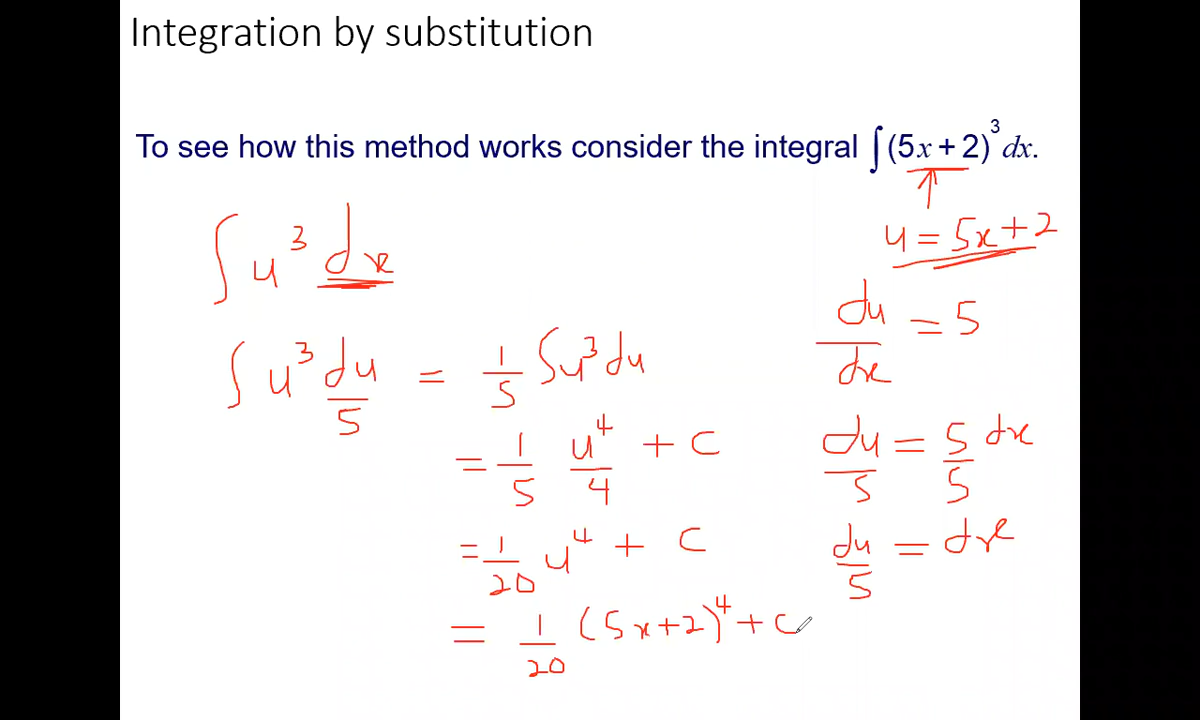 Integration by substitution
To see how this method works consider the integral ∫(5x + 2)³ dx.
u = 5x+2
∫ u³ dx
du/dx = 5
∫ u³ du/5 = 1/5 ∫u³ du
= 1/5 u⁴/4 + c
du/5 = 5/5 dx
= 1/20 u⁴ + c
du/5 = dx
= 1/20 (5x+2)⁴ + c